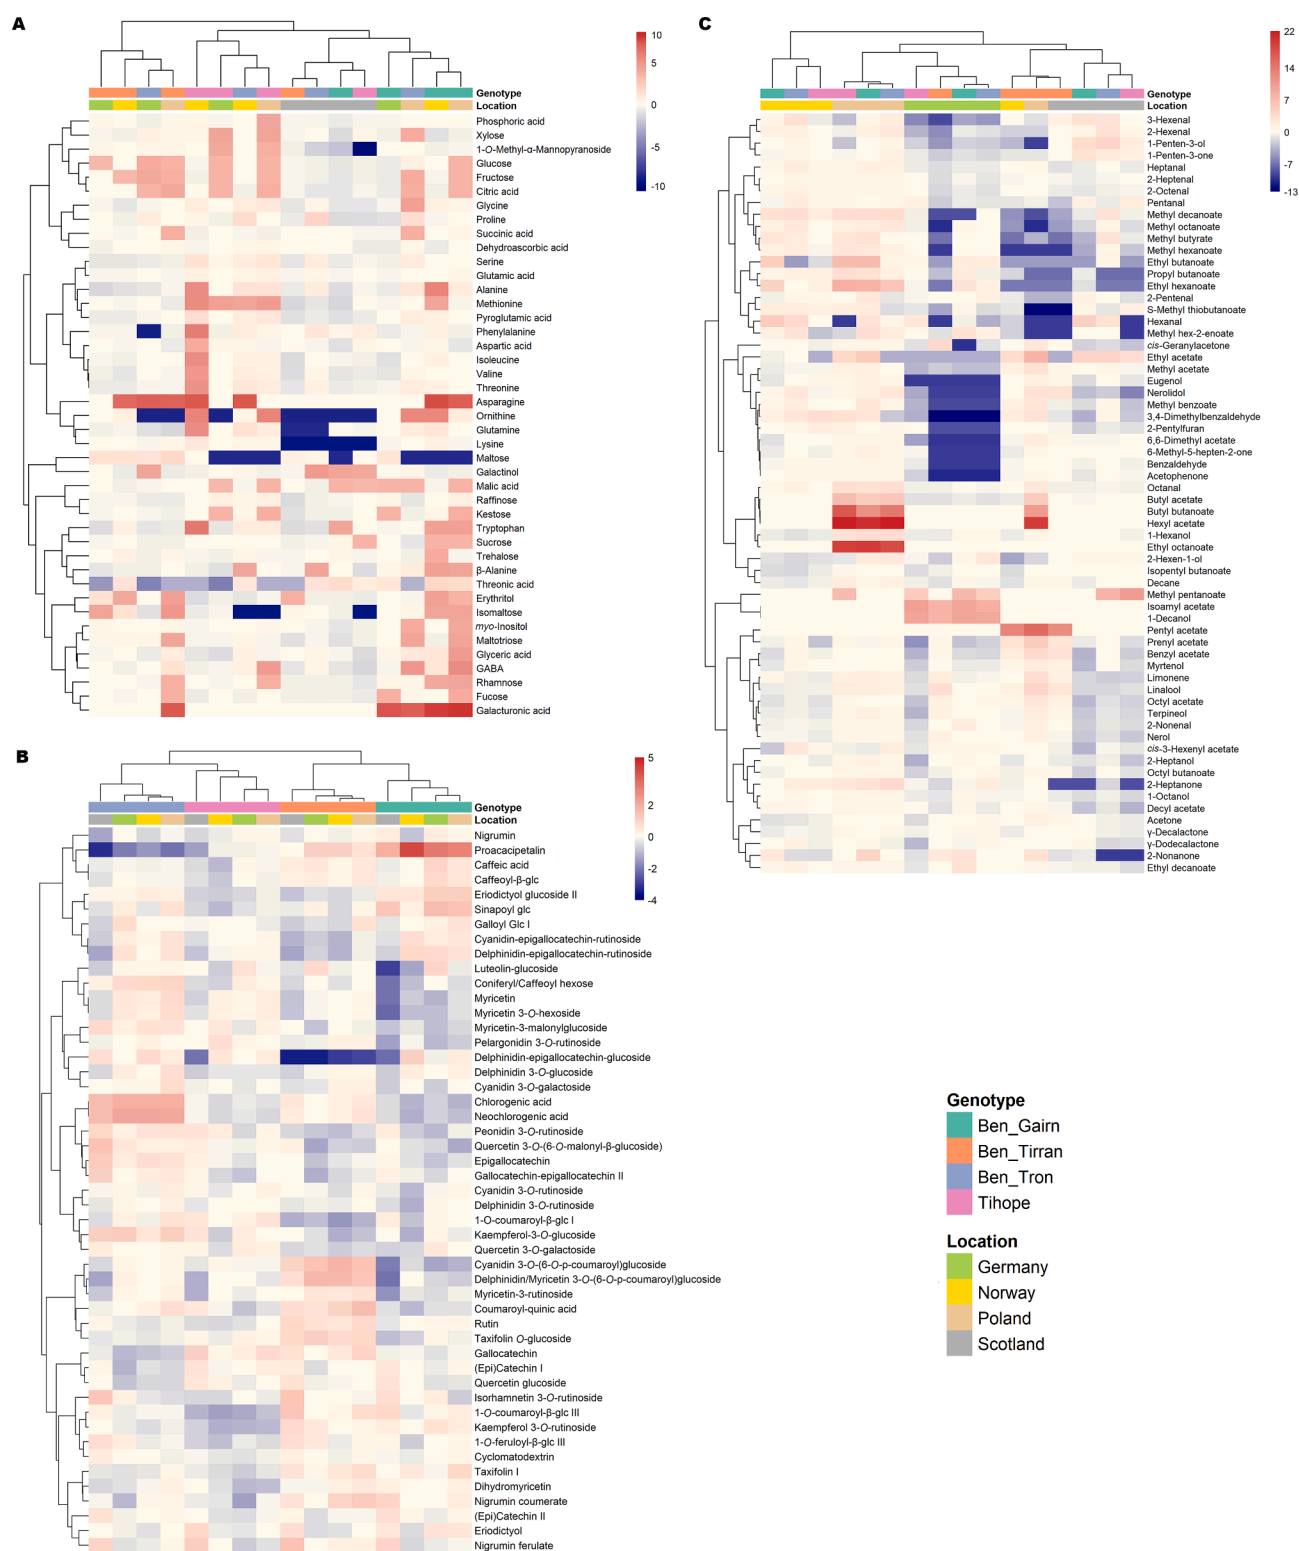 A
10
5
0
-5
-10
Genotype
Location
Phosphoric acid
Xylose
1-O-Methyl-α-Mannopyranoside
Glucose
Fructose
Citric acid
Glycine
Proline
Succinic acid
Dehydroascorbic acid
Serine
Glutamic acid
Alanine
Methionine
Pyroglutamic acid
Phenylalanine
Aspartic acid
Isoleucine
Valine
Threonine
Asparagine
Ornithine
Glutamine
Lysine
Maltose
Galactinol
Malic acid
Raffinose
Kestose
Tryptophan
Sucrose
Trehalose
β-Alanine
Threonic acid
Erythritol
Isomaltose
myo-Inositol
Maltotriose
Glyceric acid
GABA
Rhamnose
Fucose
Galacturonic acid
B
5
2
0
-2
-4
Genotype
Location
Nigrumin
Proacacipetalin
Caffeic acid
Caffeoyl-β-glc
Eriodictyol glucoside II
Sinapoyl glc
Galloyl Glc I
Cyanidin-epigallocatechin-rutinoside
Delphinidin-epigallocatechin-rutinoside
Luteolin-glucoside
Coniferyl/Caffeoyl hexose
Myricetin
Myricetin 3-O-hexoside
Myricetin-3-malonylglucoside
Pelargonidin 3-O-rutinoside
Delphinidin-epigallocatechin-glucoside
Delphinidin 3-O-glucoside
Cyanidin 3-O-galactoside
Chlorogenic acid
Neochlorogenic acid
Peonidin 3-O-rutinoside
Quercetin 3-O-(6-O-malonyl-β-glucoside)
Epigallocatechin
Gallocatechin-epigallocatechin II
Cyanidin 3-O-rutinoside
Delphinidin 3-O-rutinoside
1-O-coumaroyl-β-glc I
Kaempferol-3-O-glucoside
Quercetin 3-O-galactoside
Cyanidin 3-O-(6-O-p-coumaroyl)glucoside
Delphinidin/Myricetin 3-O-(6-O-p-coumaroyl)glucoside
Myricetin-3-rutinoside
Coumaroyl-quinic acid
Rutin
Taxifolin O-glucoside
Gallocatechin
(Epi)Catechin I
Quercetin glucoside
Isorhamnetin 3-O-rutinoside
1-O-coumaroyl-β-glc III
Kaempferol 3-O-rutinoside
1-O-feruloyl-β-glc III
Cyclomatodextrin
Taxifolin I
Dihydromyricetin
Nigrumin coumerate
(Epi)Catechin II
Eriodictyol
Nigrumin ferulate
C
22
14
7
0
-7
-13
Genotype
Location
3-Hexenal
2-Hexenal
1-Penten-3-ol
1-Penten-3-one
Heptanal
2-Heptenal
2-Octenal
Pentanal
Methyl decanoate
Methyl octanoate
Methyl butyrate
Methyl hexanoate
Ethyl butanoate
Propyl butanoate
Ethyl hexanoate
2-Pentenal
S-Methyl thiobutanoate
Hexanal
Methyl hex-2-enoate
cis-Geranylacetone
Ethyl acetate
Methyl acetate
Eugenol
Nerolidol
Methyl benzoate
3,4-Dimethylbenzaldehyde
2-Pentylfuran
6,6-Dimethyl acetate
6-Methyl-5-hepten-2-one
Benzaldehyde
Acetophenone
Octanal
Butyl acetate
Butyl butanoate
Hexyl acetate
1-Hexanol
Ethyl octanoate
2-Hexen-1-ol
Isopentyl butanoate
Decane
Methyl pentanoate
Isoamyl acetate
1-Decanol
Pentyl acetate
Prenyl acetate
Benzyl acetate
Myrtenol
Limonene
Linalool
Octyl acetate
Terpineol
2-Nonenal
Nerol
cis-3-Hexenyl acetate
2-Heptanol
Octyl butanoate
2-Heptanone
1-Octanol
Decyl acetate
Acetone
γ-Decalactone
γ-Dodecalactone
2-Nonanone
Ethyl decanoate
Genotype
Ben_Gairn
Ben_Tirran
Ben_Tron
Tihope
Location
Germany
Norway
Poland
Scotland